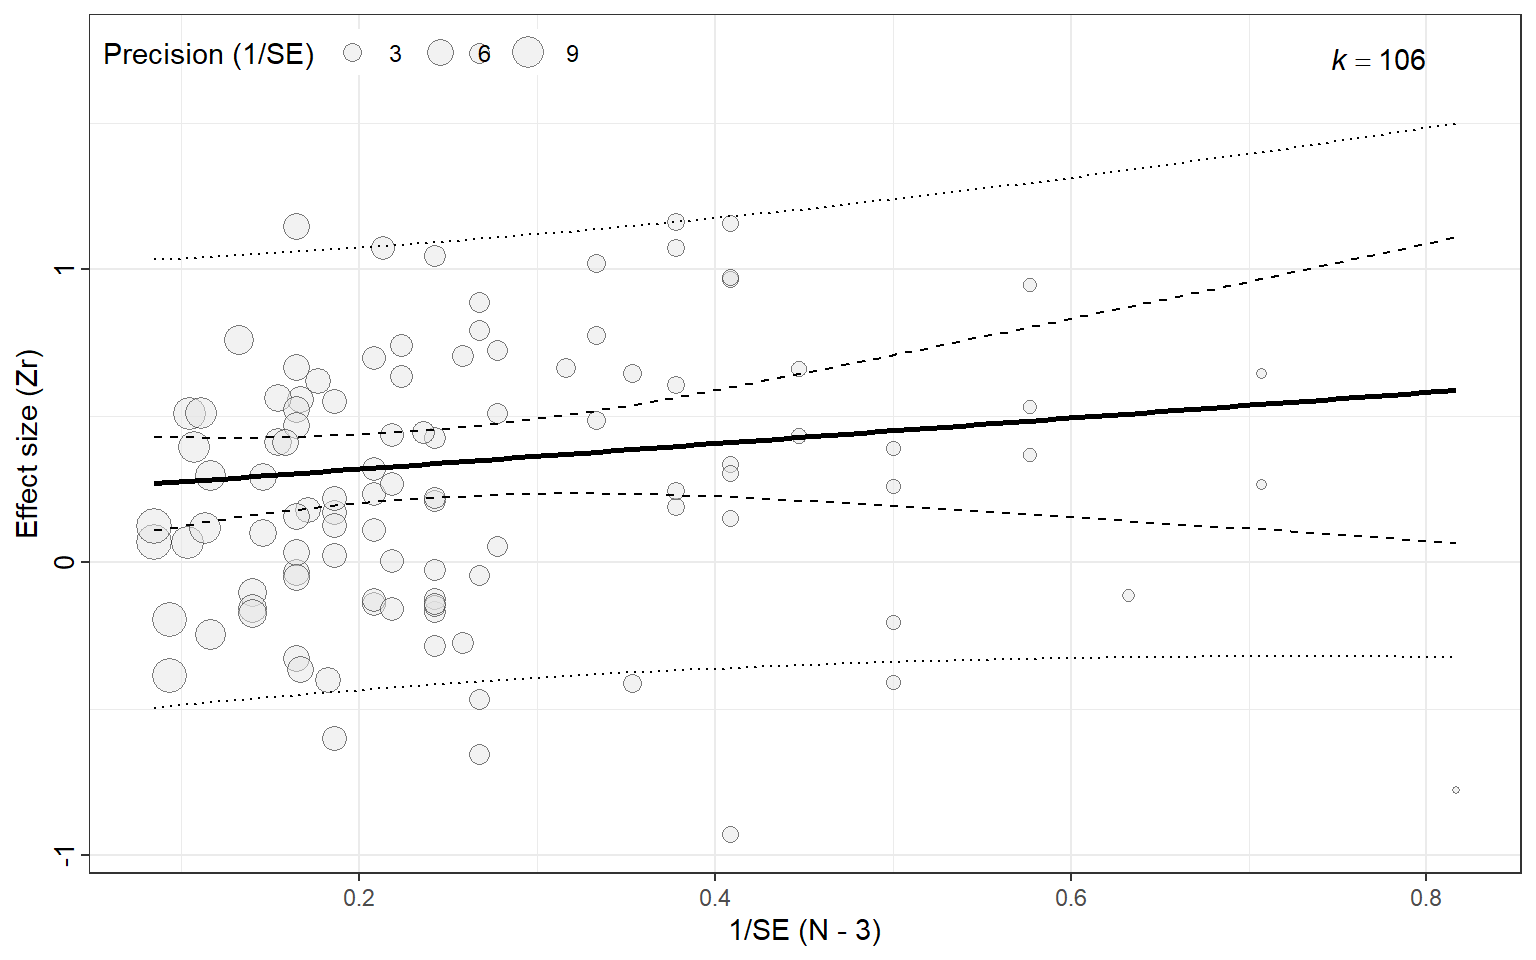 Precision (1/SE) 3 6 9
k = 106
Effect size (Zr)
1
0
-1
0.2 0.4 0.6 0.8
1/SE (N - 3)